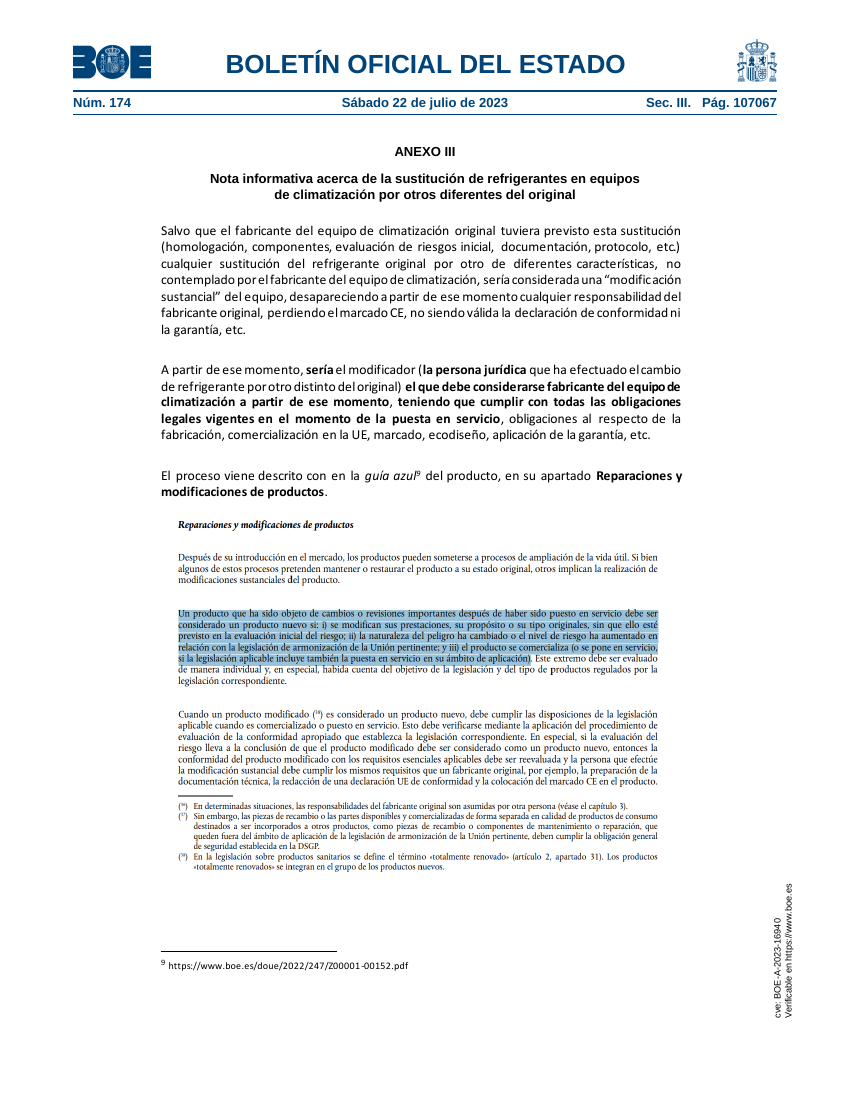 BOE
BOLETÍN OFICIAL DEL ESTADO
Núm. 174
Sábado 22 de julio de 2023
Sec. III. Pág. 107067
ANEXO III
Nota informativa acerca de la sustitución de refrigerantes en equipos
de climatización por otros diferentes del original
Salvo que el fabricante del equipo de climatización original tuviera previsto esta sustitución
(homologación, componentes, evaluación de riesgos inicial, documentación, protocolo, etc.)
cualquier sustitución del refrigerante original por otro de diferentes características, no
contemplado por el fabricante del equipo de climatización, sería considerada una “modificación
sustancial” del equipo, desapareciendo a partir de ese momento cualquier responsabilidad del
fabricante original, perdiendo el marcado CE, no siendo válida la declaración de conformidad ni
la garantía, etc.
A partir de ese momento, sería el modificador (la persona jurídica que ha efectuado el cambio
de refrigerante por otro distinto del original) el que debe considerarse fabricante del equipo de
climatización a partir de ese momento, teniendo que cumplir con todas las obligaciones
legales vigentes en el momento de la puesta en servicio, obligaciones al respecto de la
fabricación, comercialización en la UE, marcado, ecodiseño, aplicación de la garantía, etc.
El proceso viene descrito con en la guía azul⁹ del producto, en su apartado Reparaciones y
modificaciones de productos.
Reparaciones y modificaciones de productos
Después de su introducción en el mercado, los productos pueden someterse a procesos de ampliación de la vida útil. Si bien
algunos de estos procesos pretenden mantener o restaurar el producto a su estado original, otros implican la realización de
modificaciones sustanciales del producto.
Un producto que ha sido objeto de cambios o revisiones importantes después de haber sido puesto en servicio debe ser
considerado un producto nuevo si: i) se modifican sus prestaciones, su propósito o su tipo originales, sin que ello esté
previsto en la evaluación inicial del riesgo; ii) la naturaleza del peligro ha cambiado o el nivel de riesgo ha aumentado en
relación con la legislación de armonización de la Unión pertinente; y iii) el producto se comercializa (o se pone en servicio,
si la legislación aplicable incluye también la puesta en servicio en su ámbito de aplicación). Este extremo debe ser evaluado
de manera individual y, en especial, habida cuenta del objetivo de la legislación y del tipo de productos regulados por la
legislación correspondiente.
Cuando un producto modificado (³⁸) es considerado un producto nuevo, debe cumplir las disposiciones de la legislación
aplicable cuando es comercializado o puesto en servicio. Esto debe verificarse mediante la aplicación del procedimiento de
evaluación de la conformidad apropiado que establezca la legislación correspondiente. En especial, si la evaluación del
riesgo lleva a la conclusión de que el producto modificado debe ser considerado como un producto nuevo, entonces la
conformidad del producto modificado con los requisitos esenciales aplicables debe ser reevaluada y la persona que efectúe
la modificación sustancial debe cumplir los mismos requisitos que un fabricante original, por ejemplo, la preparación de la
documentación técnica, la redacción de una declaración UE de conformidad y la colocación del marcado CE en el producto.
(³⁶) En determinadas situaciones, las responsabilidades del fabricante original son asumidas por otra persona (véase el capítulo 3).
(³⁷) Sin embargo, las piezas de recambio o las partes disponibles y comercializadas de forma separada en calidad de productos de consumo
destinados a ser incorporados a otros productos, como piezas de recambio o componentes de mantenimiento o reparación, que
queden fuera del ámbito de aplicación de la legislación de armonización de la Unión pertinente, deben cumplir la obligación general
de seguridad establecida en la DSGP.
(³⁸) En la legislación sobre productos sanitarios se define el término «totalmente renovado» (artículo 2, apartado 31). Los productos
«totalmente renovados» se integran en el grupo de los productos nuevos.
⁹ https://www.boe.es/doue/2022/247/Z00001-00152.pdf
cve: BOE-A-2023-16940
Verificable en https://www.boe.es